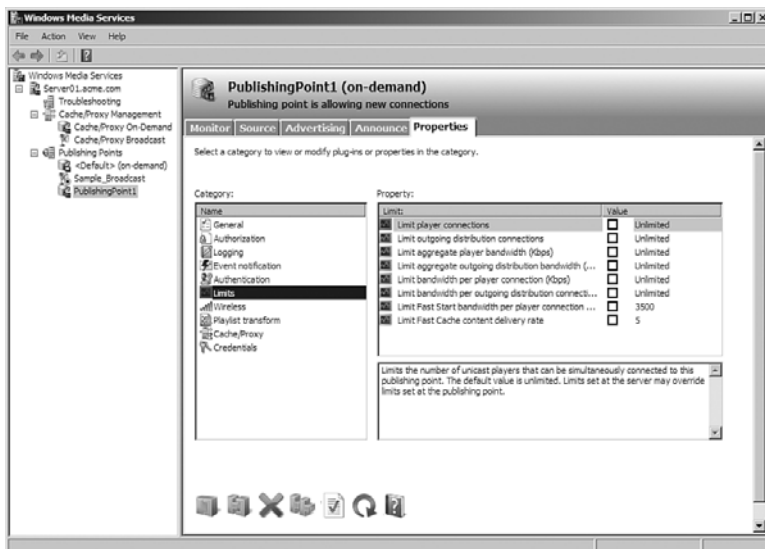 Windows Media Services
File Action View Help
Windows Media Services
Server01.acme.com
Troubleshooting
Cache/Proxy Management
Cache/Proxy On-Demand
Cache/Proxy Broadcast
Publishing Points
<Default> (on-demand)
Sample_Broadcast
PublishingPoint1
PublishingPoint1 (on-demand)
Publishing point is allowing new connections
Monitor Source Advertising Announce Properties
Select a category to view or modify plug-ins or properties in the category.
Category:
Name
General
Authorization
Logging
Event notification
Authentication
Limits
Wireless
Playlist transform
Cache/Proxy
Credentials
Property:
Limit: Value
Limit player connections Unlimited
Limit outgoing distribution connections Unlimited
Limit aggregate player bandwidth (Kbps) Unlimited
Limit aggregate outgoing distribution bandwidth (... Unlimited
Limit bandwidth per player connection (Kbps) Unlimited
Limit bandwidth per outgoing distribution connecti... Unlimited
Limit Fast Start bandwidth per player connection ... 3500
Limit Fast Cache content delivery rate 5
Limits the number of unicast players that can be simultaneously connected to this
publishing point. The default value is unlimited. Limits set at the server may override
limits set at the publishing point.